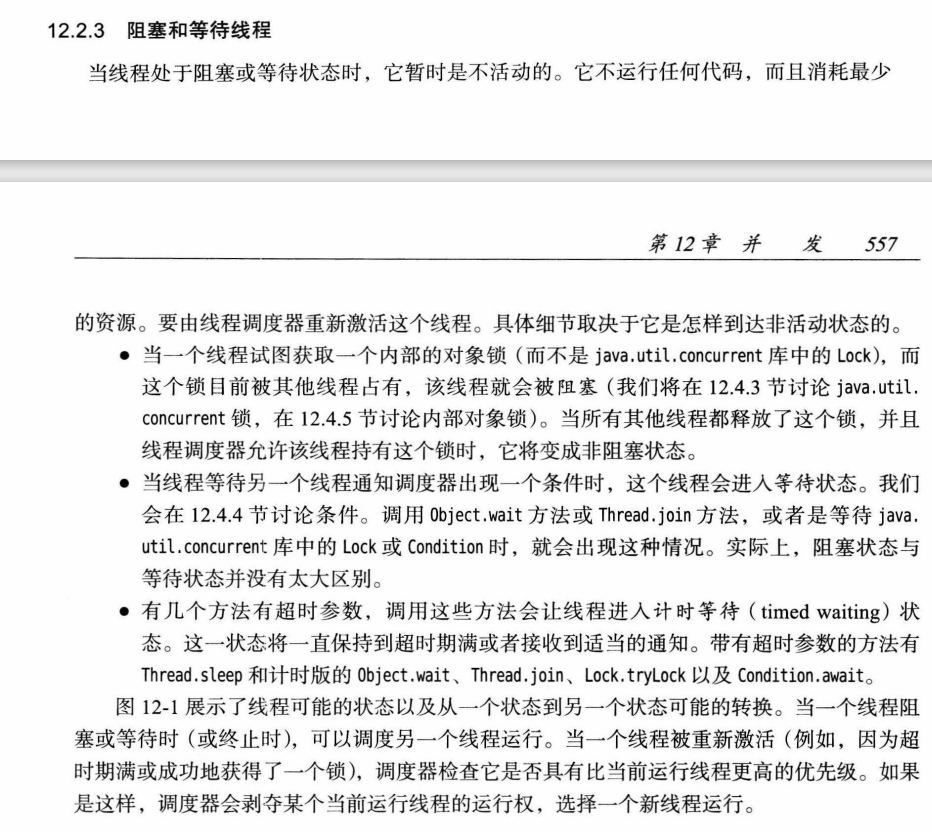 12.2.3 阻塞和等待线程
当线程处于阻塞或等待状态时，它暂时是不活动的。它不运行任何代码，而且消耗最少
第12章 并 发 557
的资源。要由线程调度器重新激活这个线程。具体细节取决于它是怎样到达非活动状态的。
● 当一个线程试图获取一个内部的对象锁（而不是 java.util.concurrent 库中的 Lock），而
这个锁目前被其他线程占有，该线程就会被阻塞（我们将在 12.4.3 节讨论 java.util.
concurrent 锁，在 12.4.5 节讨论内部对象锁）。当所有其他线程都释放了这个锁，并且
线程调度器允许该线程持有这个锁时，它将变成非阻塞状态。
● 当线程等待另一个线程通知调度器出现一个条件时，这个线程会进入等待状态。我们
会在 12.4.4 节讨论条件。调用 Object.wait 方法或 Thread.join 方法，或者是等待 java.
util.concurrent 库中的 Lock 或 Condition 时，就会出现这种情况。实际上，阻塞状态与
等待状态并没有太大区别。
● 有几个方法有超时参数，调用这些方法会让线程进入计时等待（timed waiting）状
态。这一状态将一直保持到超时期满或者接收到适当的通知。带有超时参数的方法有
Thread.sleep 和计时版的 Object.wait、Thread.join、Lock.tryLock 以及 Condition.await。
图 12-1 展示了线程可能的状态以及从一个状态到另一个状态可能的转换。当一个线程阻
塞或等待时（或终止时），可以调度另一个线程运行。当一个线程被重新激活（例如，因为超
时期满或成功地获得了一个锁），调度器检查它是否具有比当前运行线程更高的优先级。如果
是这样，调度器会剥夺某个当前运行线程的运行权，选择一个新线程运行。